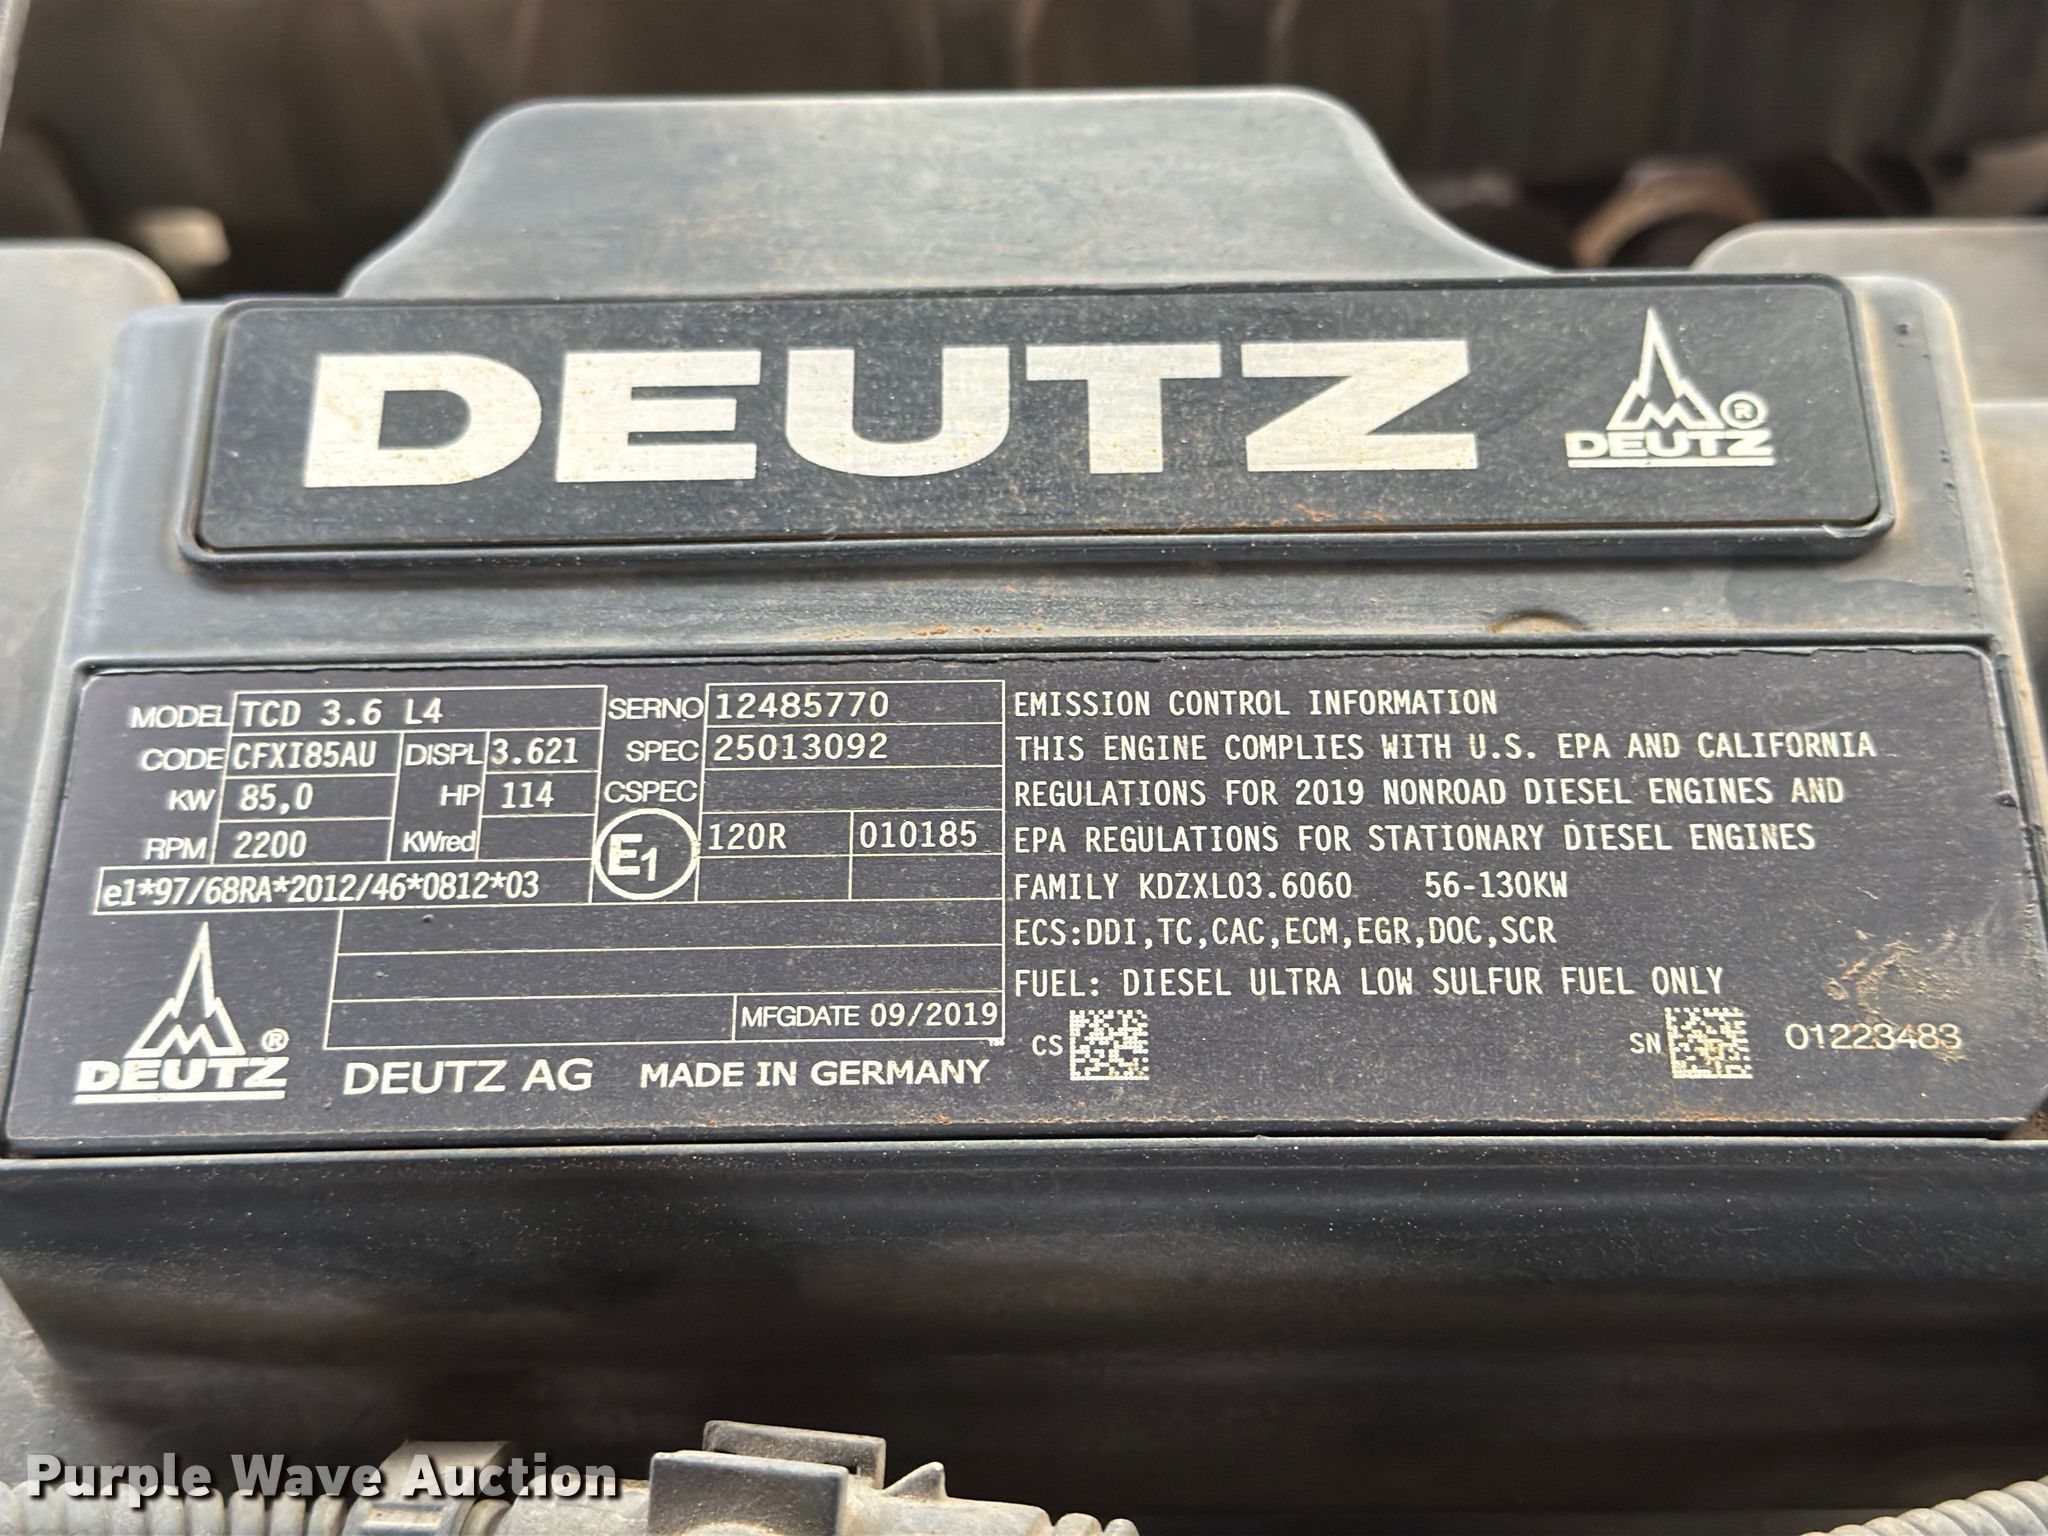 DEUTZ
DEUTZ ®
MODEL TCD 3.6 L4
CODE CFXI85AU DISPL 3.621
KW 85,0 HP 114
RPM 2200 KWred
e1*97/68RA*2012/46*0812*03
SERNO 12485770
SPEC 25013092
CSPEC
E1 120R 010185
MFGDATE 09/2019
DEUTZ ®
DEUTZ AG MADE IN GERMANY
EMISSION CONTROL INFORMATION
THIS ENGINE COMPLIES WITH U.S. EPA AND CALIFORNIA
REGULATIONS FOR 2019 NONROAD DIESEL ENGINES AND
EPA REGULATIONS FOR STATIONARY DIESEL ENGINES
FAMILY KDZXL03.6060 56-130KW
ECS:DDI,TC,CAC,ECM,EGR,DOC,SCR
FUEL: DIESEL ULTRA LOW SULFUR FUEL ONLY
CS SN 01223483
Purple Wave Auction